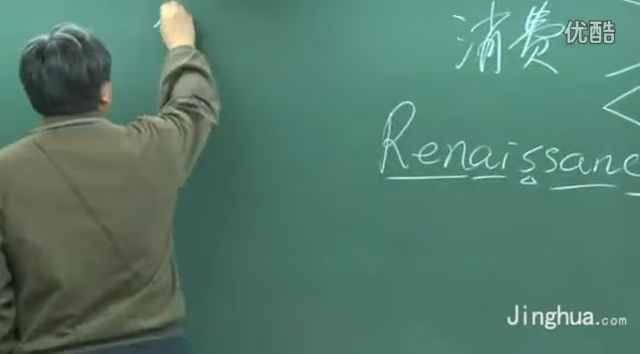 消费
优酷
Renaissanc
Jinghua.com